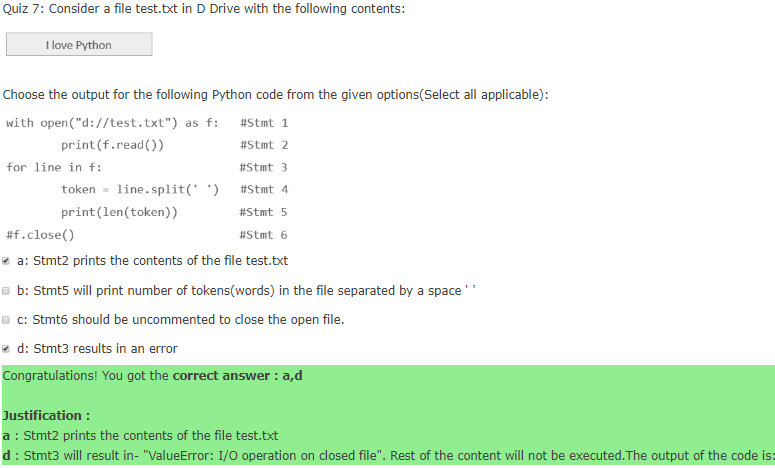 Quiz 7: Consider a file test.txt in D Drive with the following contents:
I love Python
Choose the output for the following Python code from the given options(Select all applicable):
with open("d://test.txt") as f: #Stmt 1
print(f.read()) #Stmt 2
for line in f: #Stmt 3
token = line.split(' ') #Stmt 4
print(len(token)) #Stmt 5
#f.close() #Stmt 6
a: Stmt2 prints the contents of the file test.txt
b: Stmt5 will print number of tokens(words) in the file separated by a space ' '
c: Stmt6 should be uncommented to close the open file.
d: Stmt3 results in an error
Congratulations! You got the correct answer : a,d
Justification :
a : Stmt2 prints the contents of the file test.txt
d : Stmt3 will result in- "ValueError: I/O operation on closed file". Rest of the content will not be executed.The output of the code is: